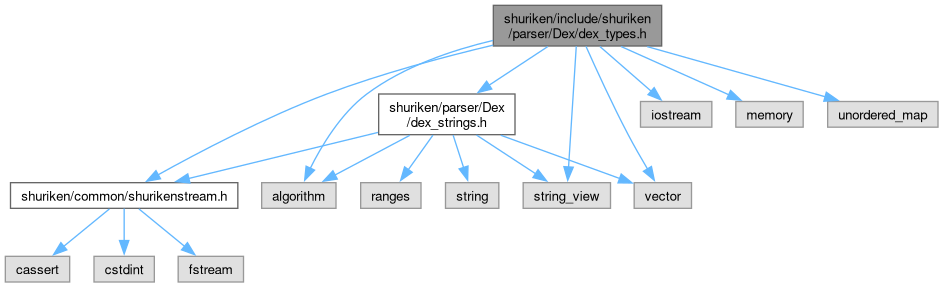 shuriken/include/shuriken
/parser/Dex/dex_types.h
shuriken/parser/Dex
/dex_strings.h
iostream
memory
unordered_map
shuriken/common/shurikenstream.h
algorithm
ranges
string
string_view
vector
cassert
cstdint
fstream